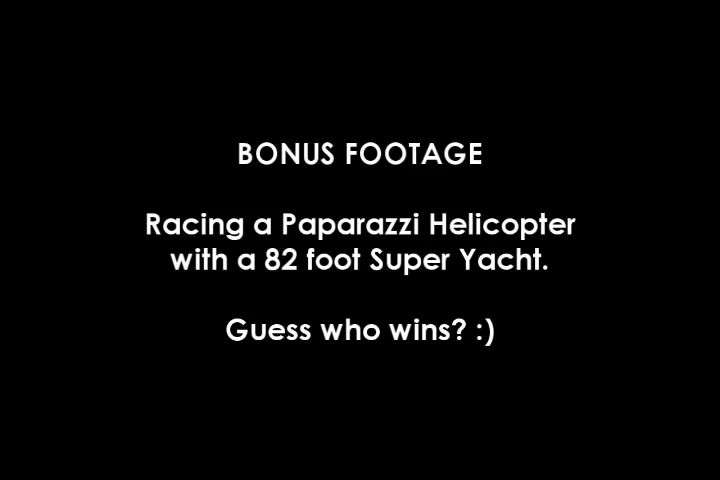 BONUS FOOTAGE
Racing a Paparazzi Helicopter
with a 82 foot Super Yacht.
Guess who wins? :)